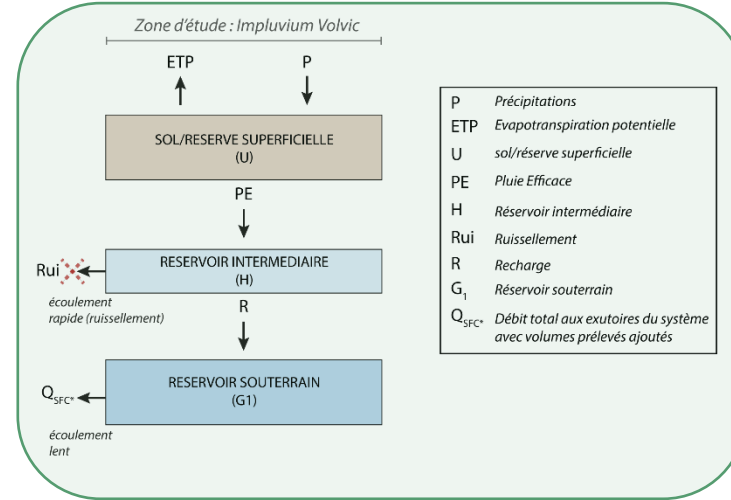 Zone d'étude : Impluvium Volvic
ETP
P
SOL/RESERVE SUPERFICIELLE
(U)
PE
RESERVOIR INTERMEDIAIRE
(H)
Rui
écoulement
rapide (ruissellement)
R
RESERVOIR SOUTERRAIN
(G1)
Q_SFC*
écoulement
lent
P Précipitations
ETP Evapotranspiration potentielle
U sol/réserve superficielle
PE Pluie Efficace
H Réservoir intermédiaire
Rui Ruissellement
R Recharge
G₁ Réservoir souterrain
Q_SFC* Débit total aux exutoires du système
avec volumes prélevés ajoutés